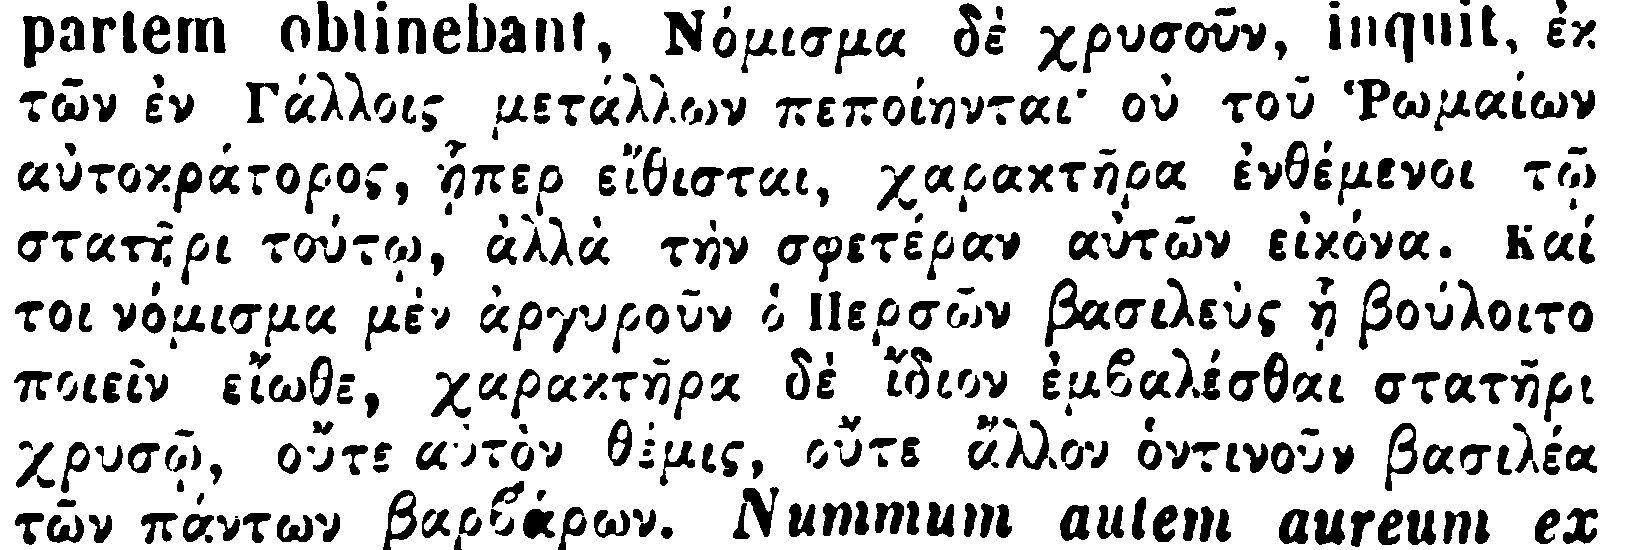 partem obtinebant, Νόμισμα δὲ χρυσοῦν, inquit, ἐκ
τῶν ἐν Γάλλοις μετάλλων πεποίηνται· οὐ τοῦ Ῥωμαίων
αὐτοκράτορος, ᾗπερ εἴθισται, χαρακτῆρα ἐνθέμενοι τῷ
στατῆρι τούτῳ, ἀλλὰ τὴν σφετέραν αὐτῶν εἰκόνα. Καί
τοι νόμισμα μὲν ἀργυροῦν ὁ Περσῶν βασιλεὺς ᾗ βούλοιτο
ποιεῖν εἴωθε, χαρακτῆρα δὲ ἴδιον ἐμϐαλέσθαι στατῆρι
χρυσῷ, οὔτε αὐτὸν θέμις, οὔτε ἄλλον ὁντινοῦν βασιλέα
τῶν πάντων βαρϐάρων. Nummum autem aureum ex